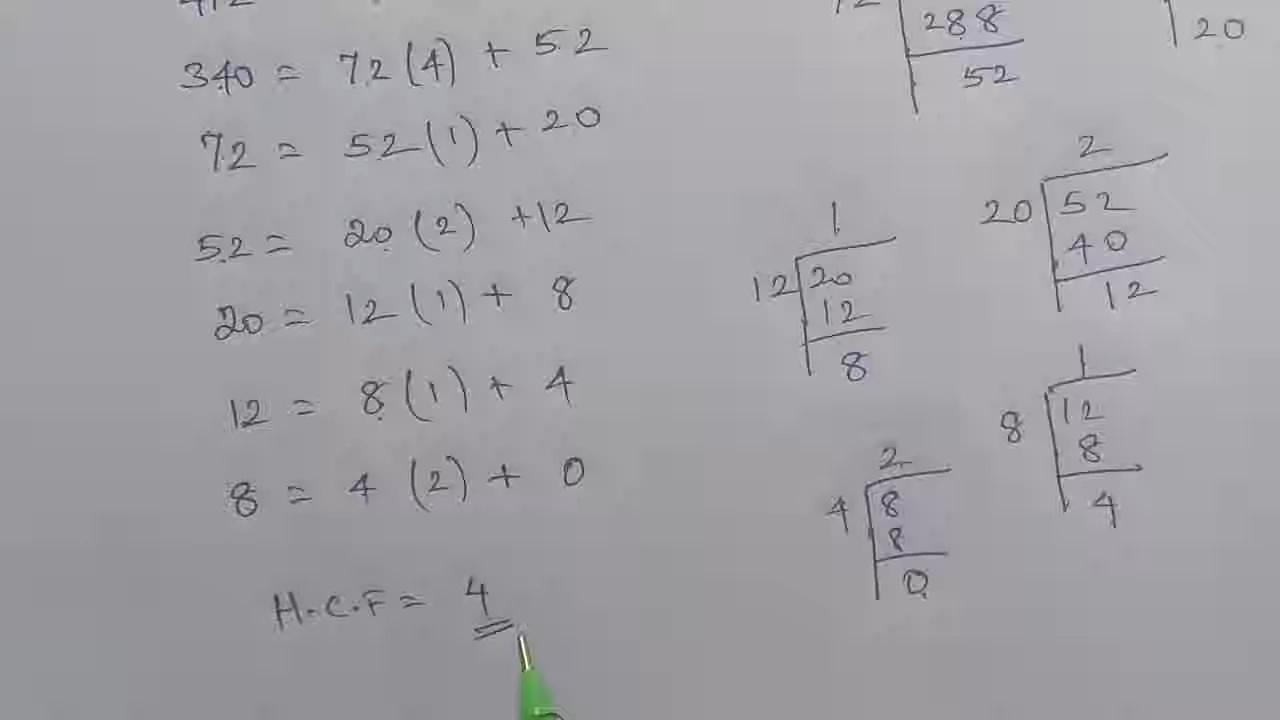 340 = 72 (4) + 52
72 = 52 (1) + 20
52 = 20 (2) + 12
20 = 12 (1) + 8
12 = 8 (1) + 4
8 = 4 (2) + 0
H.C.F = 4
288
52
20
2
20 52
40
12
1
12 20
12
8
1
8 12
8
4
2
4 8
8
0